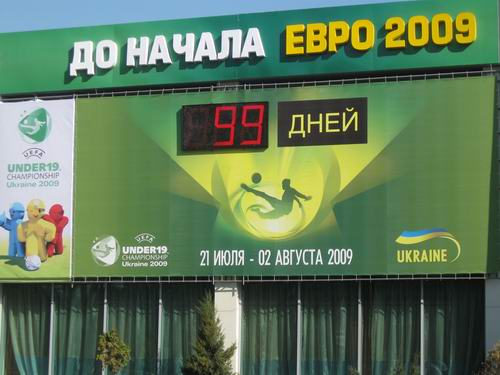 ДО НАЧАЛА ЕВРО 2009
99 ДНЕЙ
UEFA
UNDER19
CHAMPIONSHIP
Ukraine 2009
UEFA
UNDER19
CHAMPIONSHIP
Ukraine 2009
21 ИЮЛЯ - 02 АВГУСТА 2009
UKRAINE